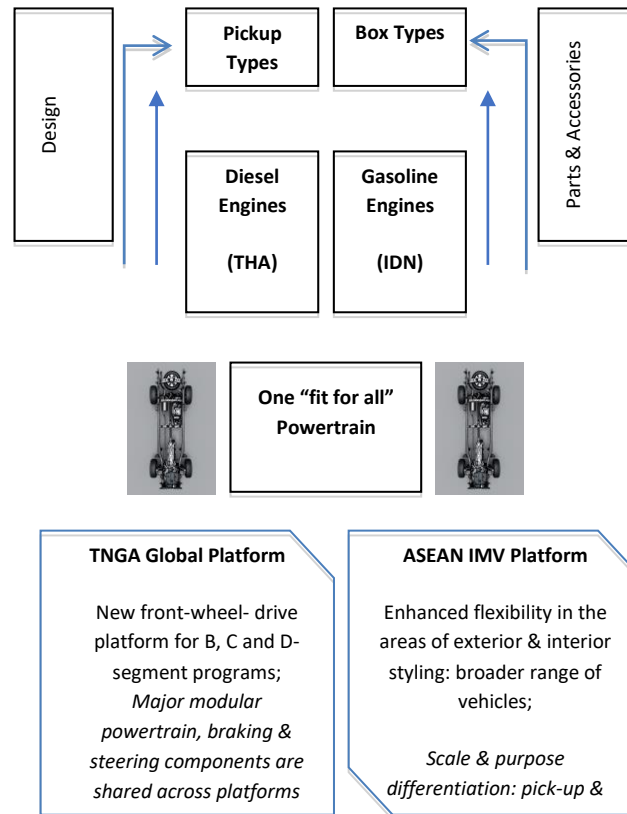 Design
Pickup
Types
Box Types
Parts & Accessories
Diesel
Engines
(THA)
Gasoline
Engines
(IDN)
One “fit for all”
Powertrain
TNGA Global Platform
New front-wheel- drive
platform for B, C and D-
segment programs;
Major modular
powertrain, braking &
steering components are
shared across platforms
ASEAN IMV Platform
Enhanced flexibility in the
areas of exterior & interior
styling: broader range of
vehicles;
Scale & purpose
differentiation: pick-up &